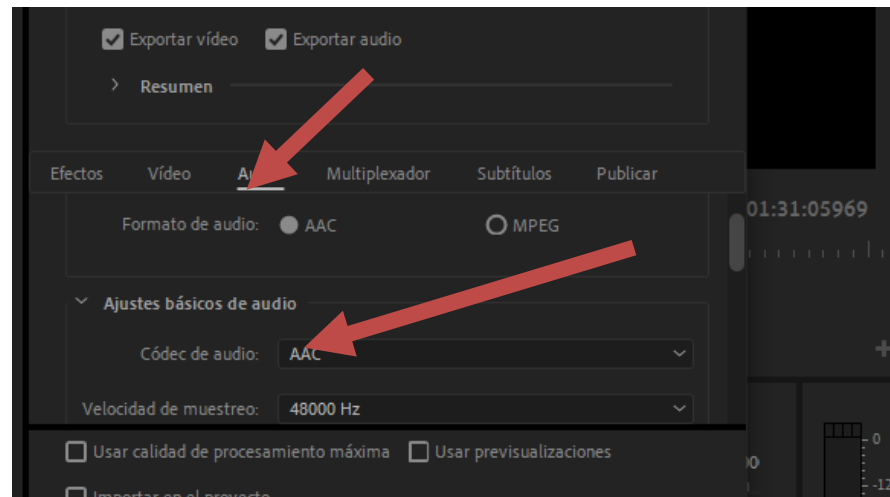 Exportar vídeo Exportar audio
Resumen
Efectos Vídeo Multiplexador Subtítulos Publicar
01:31:05969
Formato de audio: AAC MPEG
Ajustes básicos de audio
Códec de audio: AAC
Velocidad de muestreo: 48000 Hz
Usar calidad de procesamiento máxima Usar previsualizaciones
0
-12